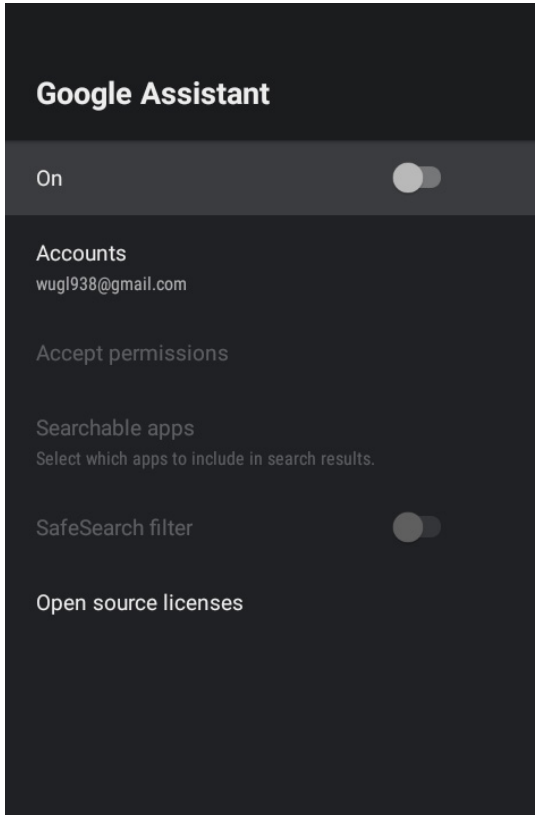 Google Assistant
On
Accounts
wugl938@gmail.com
Accept permissions
Searchable apps
Select which apps to include in search results.
SafeSearch filter
Open source licenses